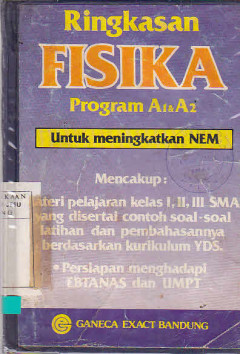 Ringkasan
FISIKA
Program A1&A2
Untuk meningkatkan NEM
Mencakup:
ateri pelajaran kelas I, II, III SMA
yang disertai contoh soal-soal
latihan dan pembahasannya
berdasarkan kurikulum YDS.
• Persiapan menghadapi
EBTANAS dan UMPT
GANECA EXACT BANDUNG